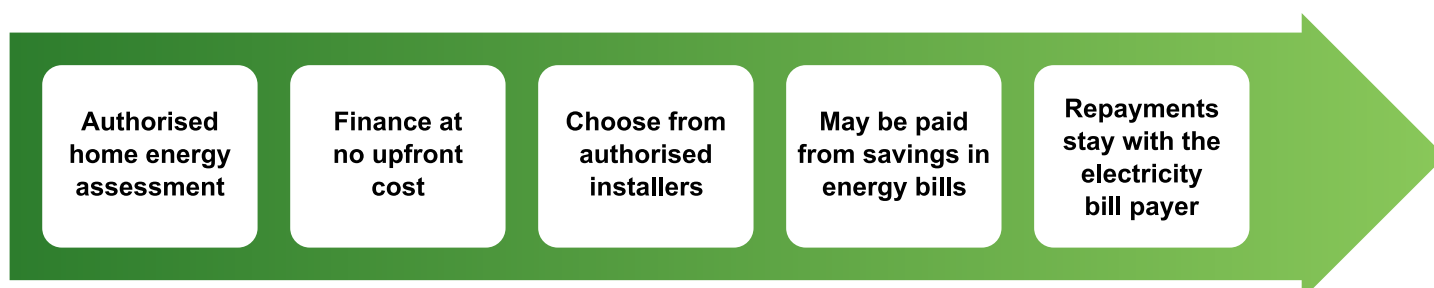 Authorised
home energy
assessment
Finance at
no upfront
cost
Choose from
authorised
installers
May be paid
from savings in
energy bills
Repayments
stay with the
electricity
bill payer